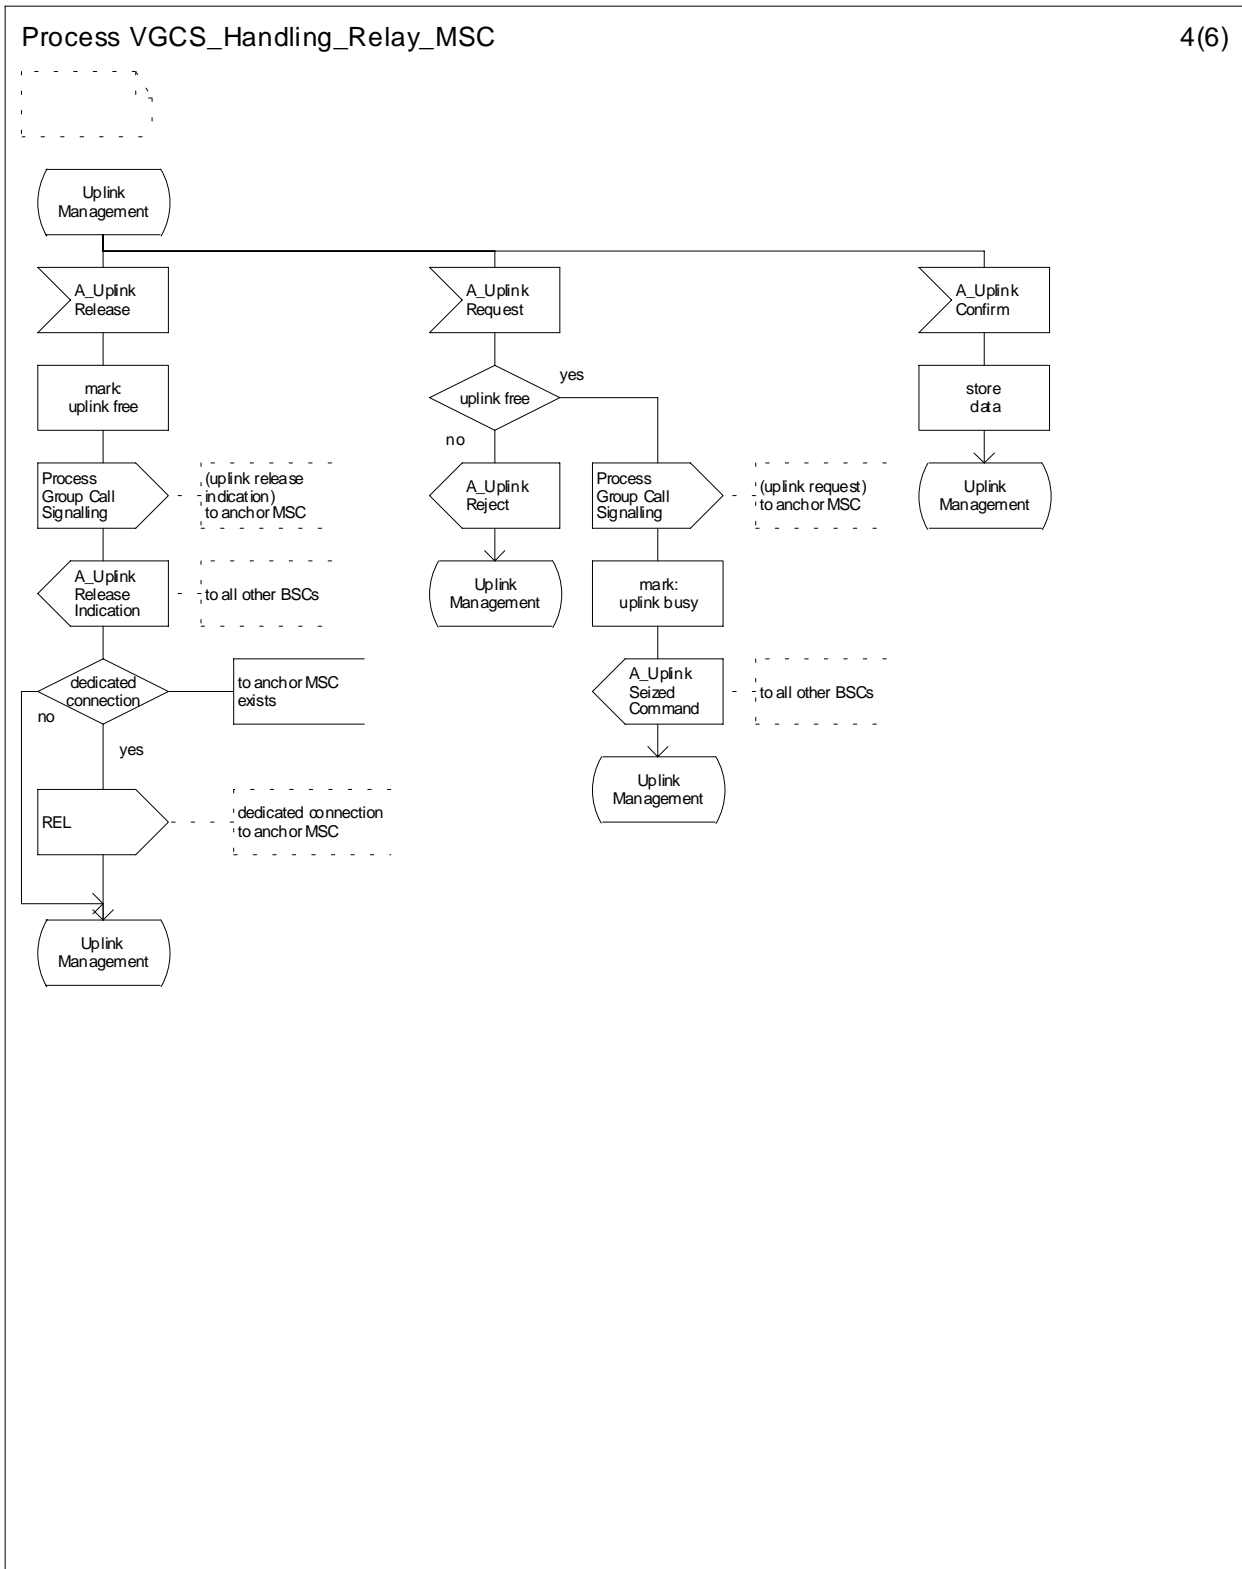 Process VGCS_Handling_Relay_MSC
4(6)
Uplink
Management
A_Uplink
Release
mark:
uplink free
Process
Group Call
Signalling
(uplink release
indication)
to anchor MSC
A_Uplink
Release
Indication
to all other BSCs
dedicated
connection
to anchor MSC
exists
no
yes
REL
dedicated connection
to anchor MSC
Uplink
Management
A_Uplink
Request
uplink free
yes
no
A_Uplink
Reject
Uplink
Management
Process
Group Call
Signalling
(uplink request)
to anchor MSC
mark:
uplink busy
A_Uplink
Seized
Command
to all other BSCs
Uplink
Management
A_Uplink
Confirm
store
data
Uplink
Management